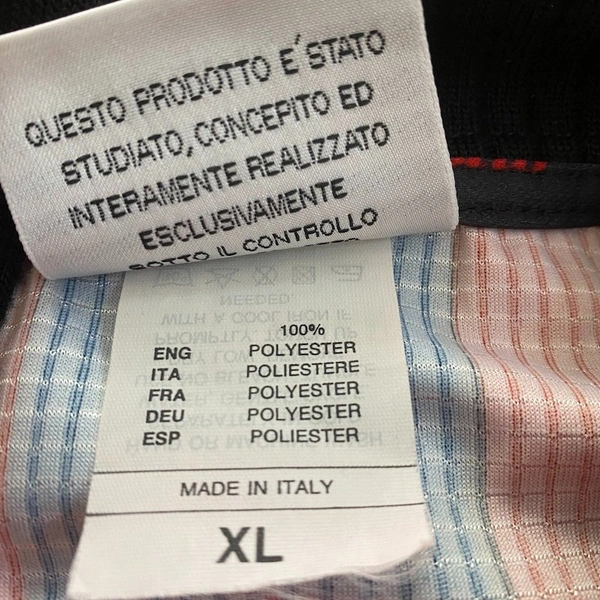 QUESTO PRODOTTO E' STATO
STUDIATO, CONCEPITO ED
INTERAMENTE REALIZZATO
ESCLUSIVAMENTE
SOTTO IL CONTROLLO
100%
ENG POLYESTER
ITA POLIESTERE
FRA POLYESTER
DEU POLYESTER
ESP POLIESTER
MADE IN ITALY
XL